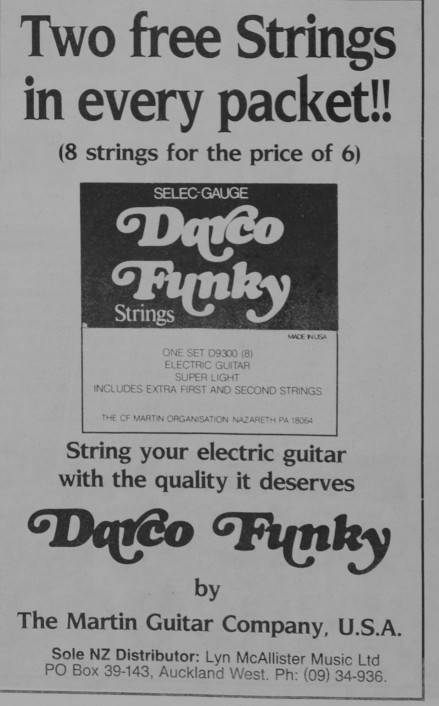 Two free Strings
in every packet!!
(8 strings for the price of 6)
SELEC-GAUGE
Darco
Funky
Strings
MADE IN USA
ONE SET D9300 (8)
ELECTRIC GUITAR
SUPER LIGHT
INCLUDES EXTRA FIRST AND SECOND STRINGS
THE CF MARTIN ORGANISATION NAZARETH PA 18064
String your electric guitar
with the quality it deserves
Darco Funky
by
The Martin Guitar Company, U.S.A.
Sole NZ Distributor: Lyn McAllister Music Ltd
PO Box 39-143, Auckland West. Ph: (09) 34-936.